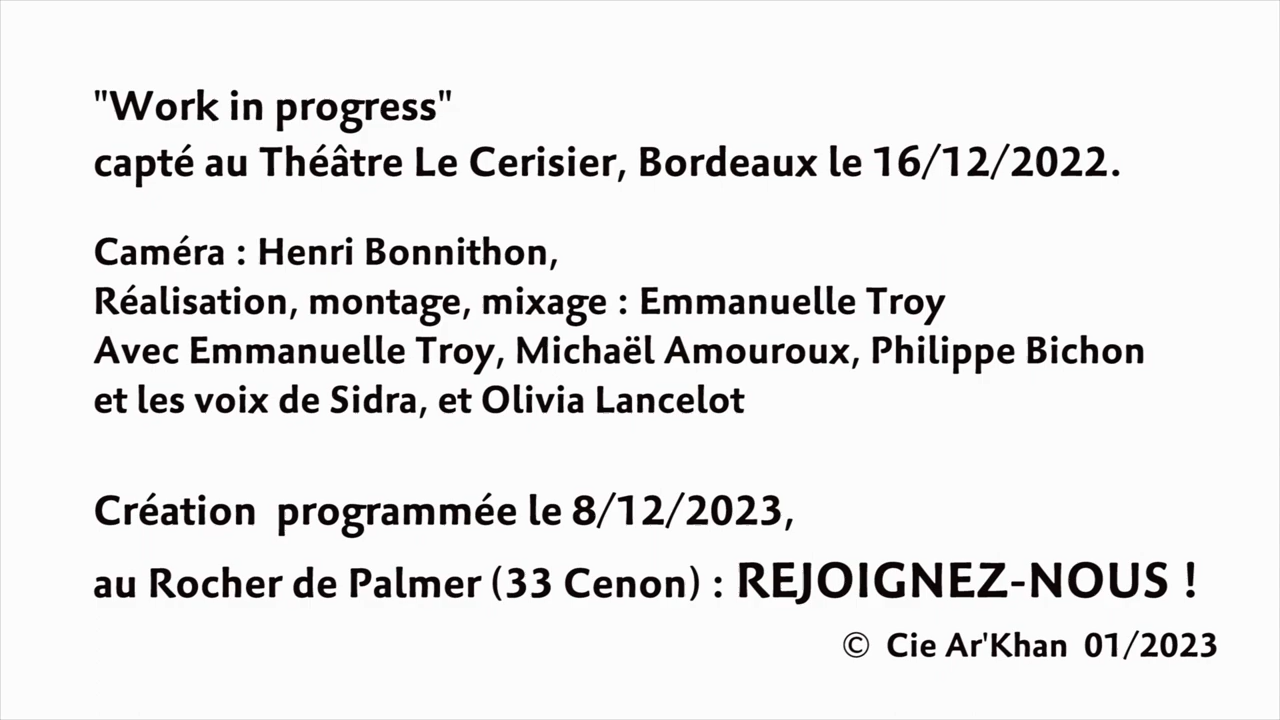 "Work in progress"
capté au Théâtre Le Cerisier, Bordeaux le 16/12/2022.
Caméra : Henri Bonnithon,
Réalisation, montage, mixage : Emmanuelle Troy
Avec Emmanuelle Troy, Michaël Amouroux, Philippe Bichon
et les voix de Sidra, et Olivia Lancelot
Création  programmée le 8/12/2023,
au Rocher de Palmer (33 Cenon) : REJOIGNEZ-NOUS !
©  Cie Ar'Khan  01/2023